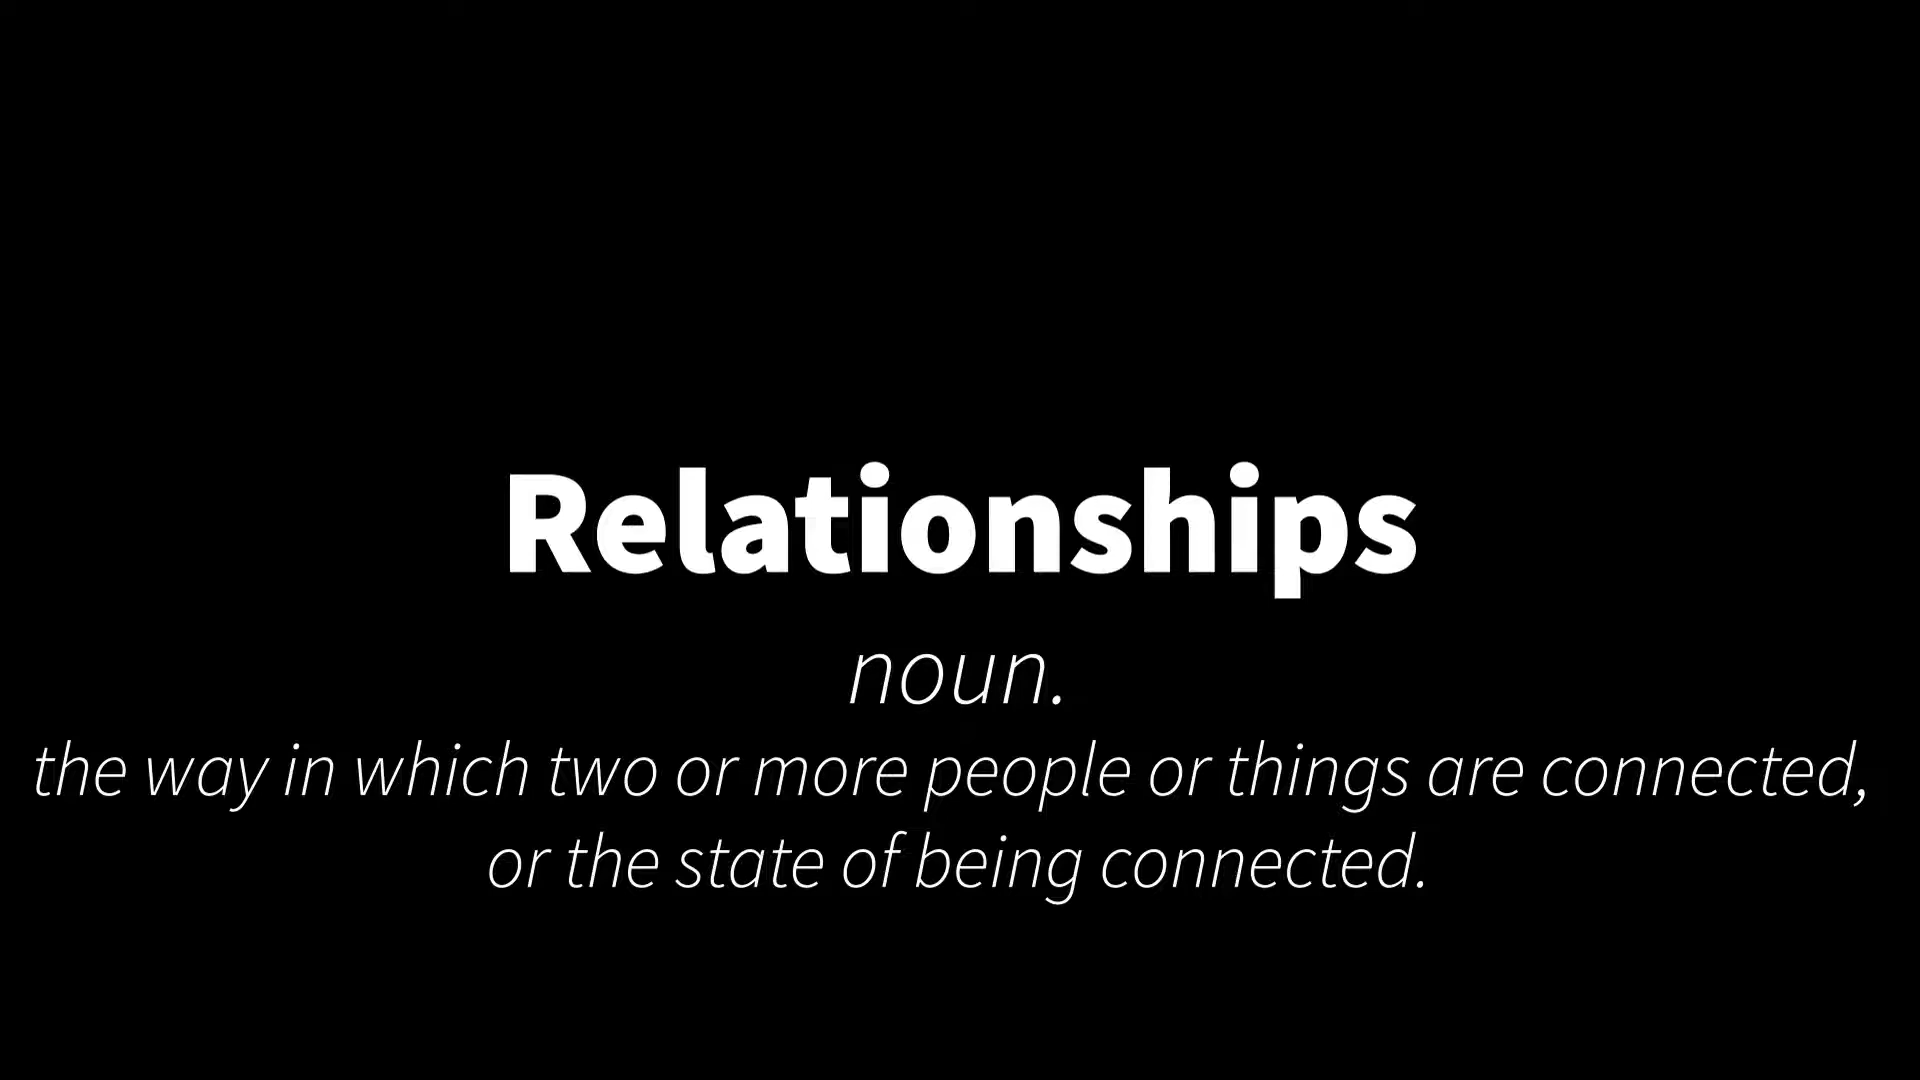 Relationships
noun.
the way in which two or more people or things are connected,
or the state of being connected.